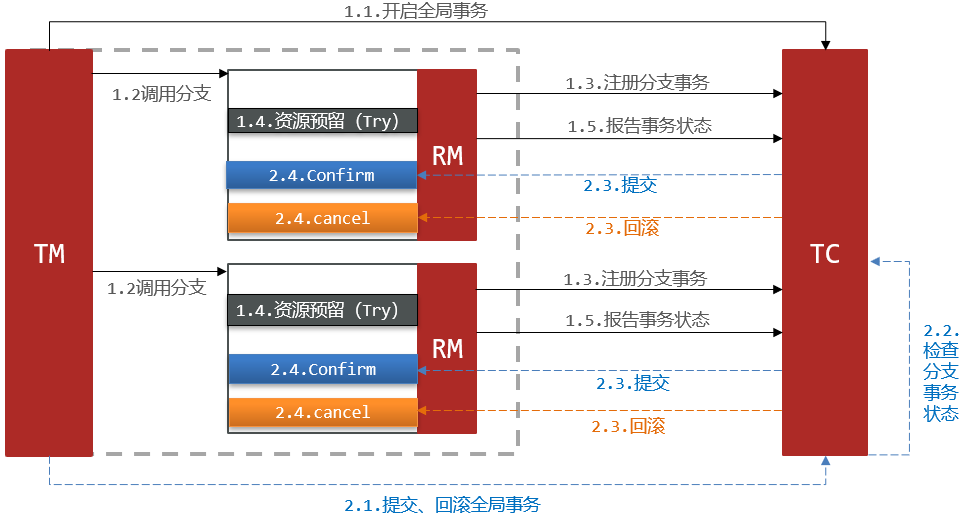 1.1.开启全局事务
1.2调用分支
1.3.注册分支事务
1.4.资源预留（Try）
1.5.报告事务状态
RM
2.4.Confirm
2.3.提交
2.4.cancel
2.3.回滚
TM
TC
1.2调用分支
1.3.注册分支事务
1.4.资源预留（Try）
1.5.报告事务状态
RM
2.4.Confirm
2.3.提交
2.4.cancel
2.3.回滚
2.2.
检查
分支
事务
状态
2.1.提交、回滚全局事务